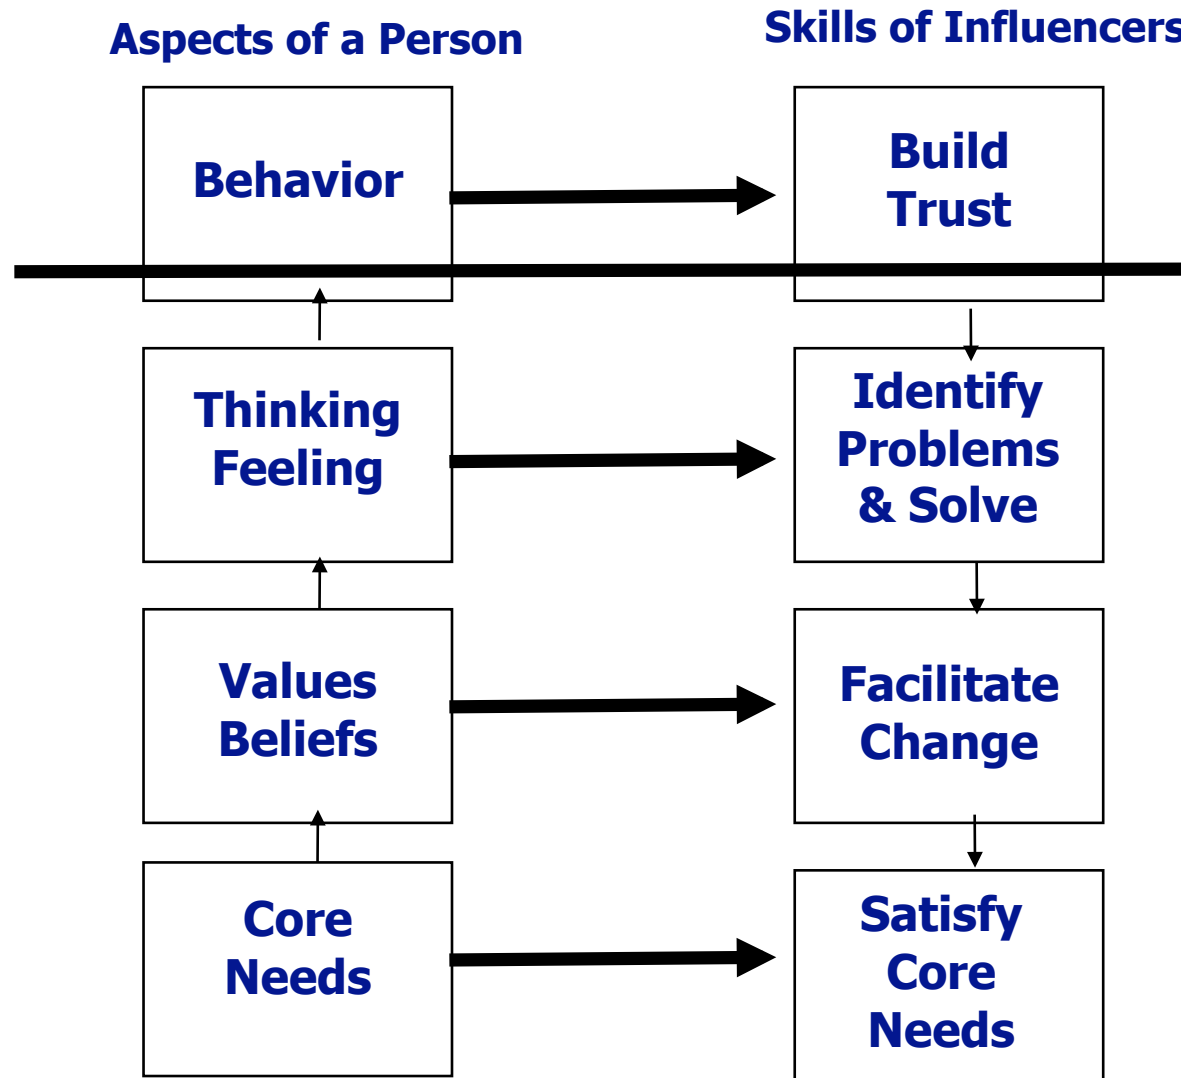 Aspects of a Person
Skills of Influencers
Behavior
Build
Trust
Thinking
Feeling
Identify
Problems
& Solve
Values
Beliefs
Facilitate
Change
Core
Needs
Satisfy
Core
Needs